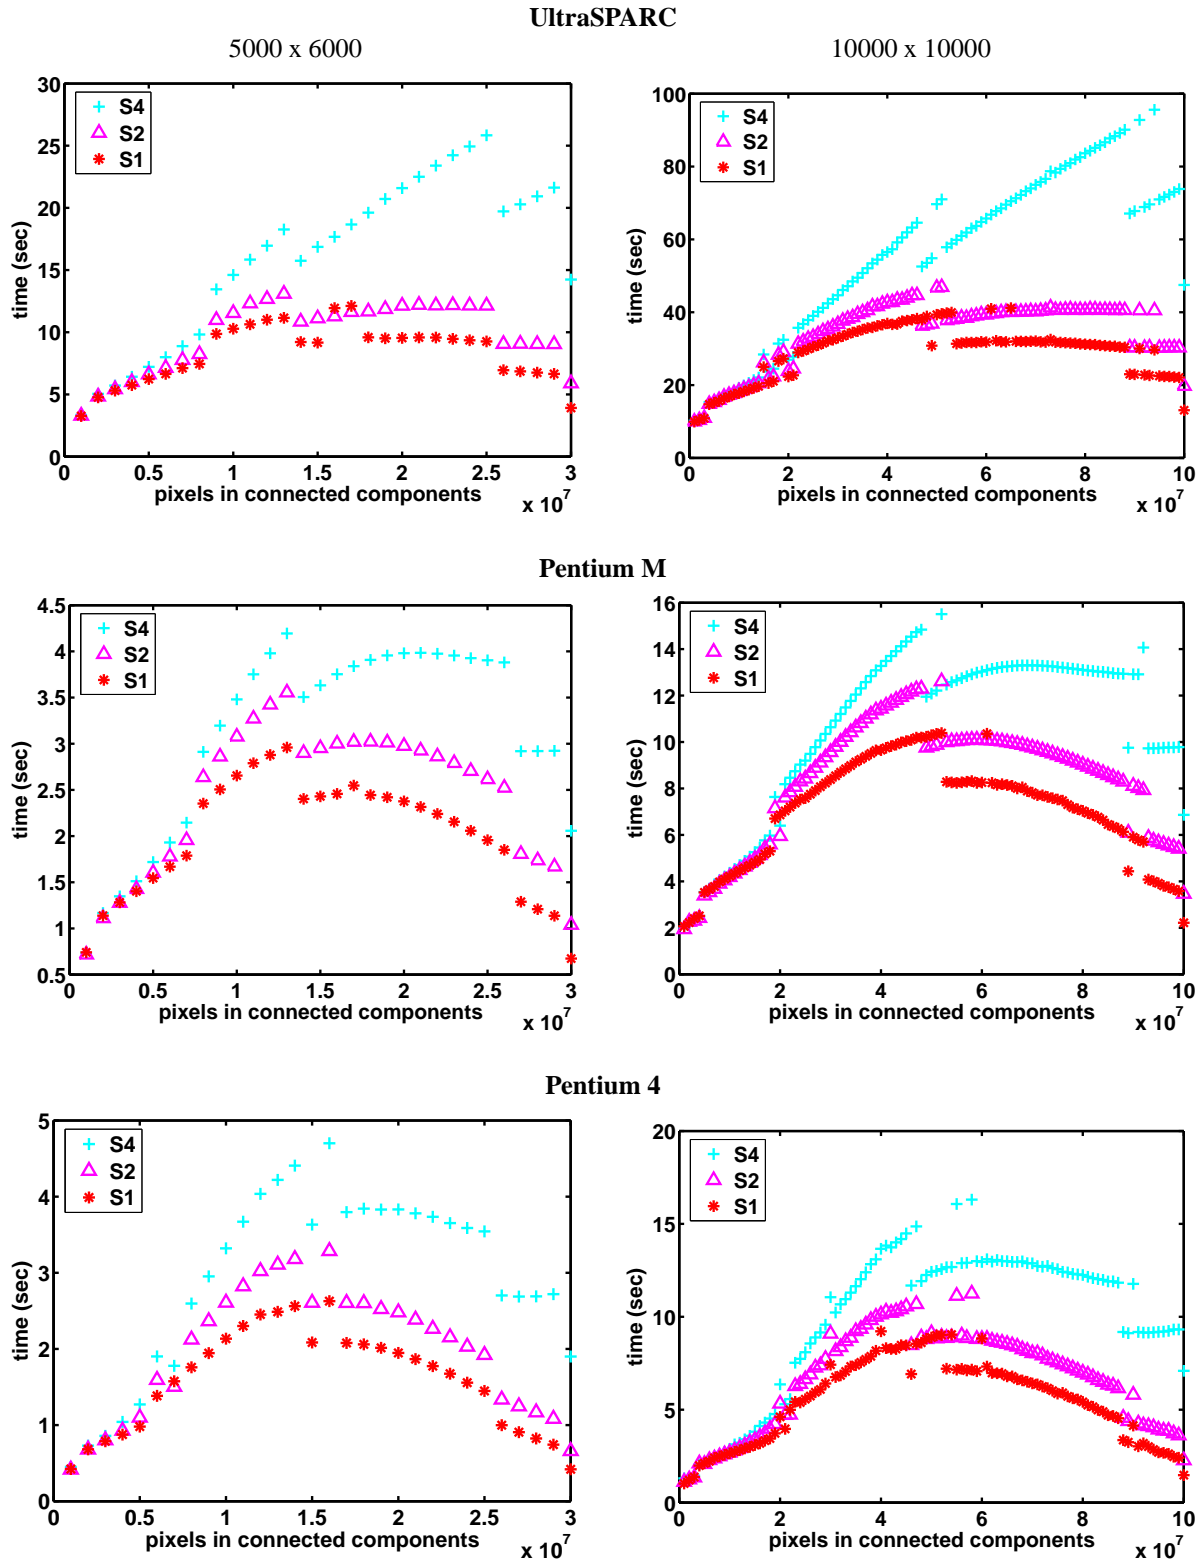 UltraSPARC
5000 x 6000
10000 x 10000
30
25
20
15
10
5
0
time (sec)
S4
S2
S1
0
0.5
1
1.5
2
2.5
3
pixels in connected components
x 10^7
100
80
60
40
20
0
time (sec)
S4
S2
S1
0
2
4
6
8
10
pixels in connected components
x 10^7
Pentium M
4.5
4
3.5
3
2.5
2
1.5
1
0.5
time (sec)
S4
S2
S1
0
0.5
1
1.5
2
2.5
3
pixels in connected components
x 10^7
16
14
12
10
8
6
4
2
0
time (sec)
S4
S2
S1
0
2
4
6
8
10
pixels in connected components
x 10^7
Pentium 4
5
4
3
2
1
0
time (sec)
S4
S2
S1
0
0.5
1
1.5
2
2.5
3
pixels in connected components
x 10^7
20
15
10
5
0
time (sec)
S4
S2
S1
0
2
4
6
8
10
pixels in connected components
x 10^7